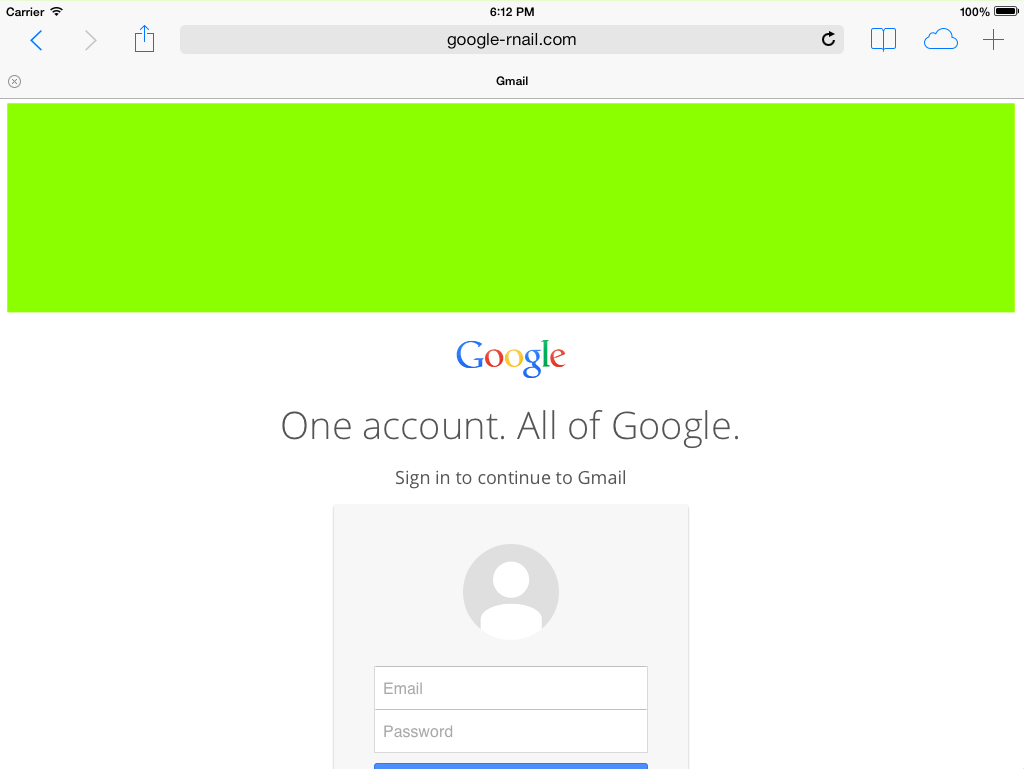 Carrier 6:12 PM 100%
google-rnail.com
Gmail
Google
One account. All of Google.
Sign in to continue to Gmail
Email
Password